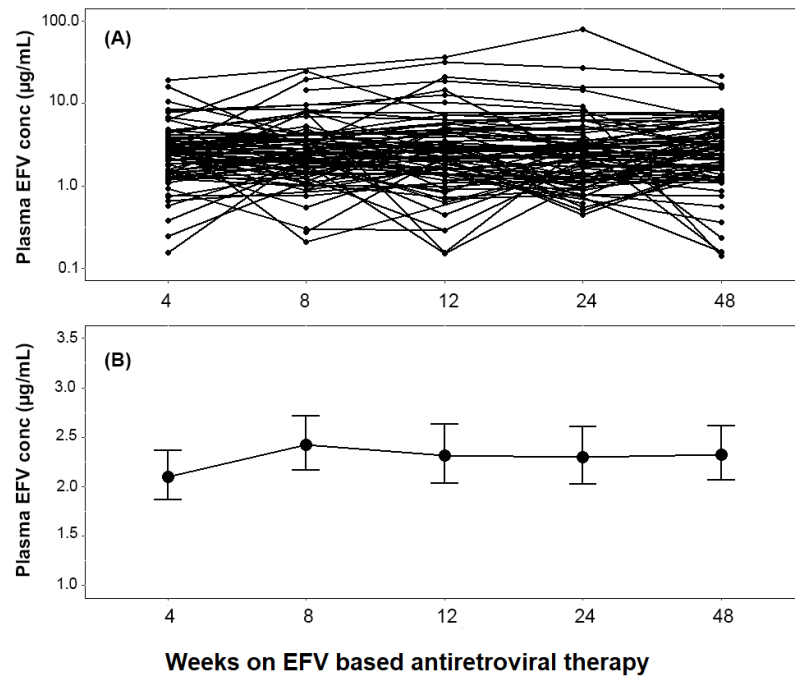 (A)
Plasma EFV conc (µg/mL)
100.0
10.0
1.0
0.1
4 8 12 24 48
(B)
Plasma EFV conc (µg/mL)
3.5
3.0
2.5
2.0
1.5
1.0
4 8 12 24 48
Weeks on EFV based antiretroviral therapy